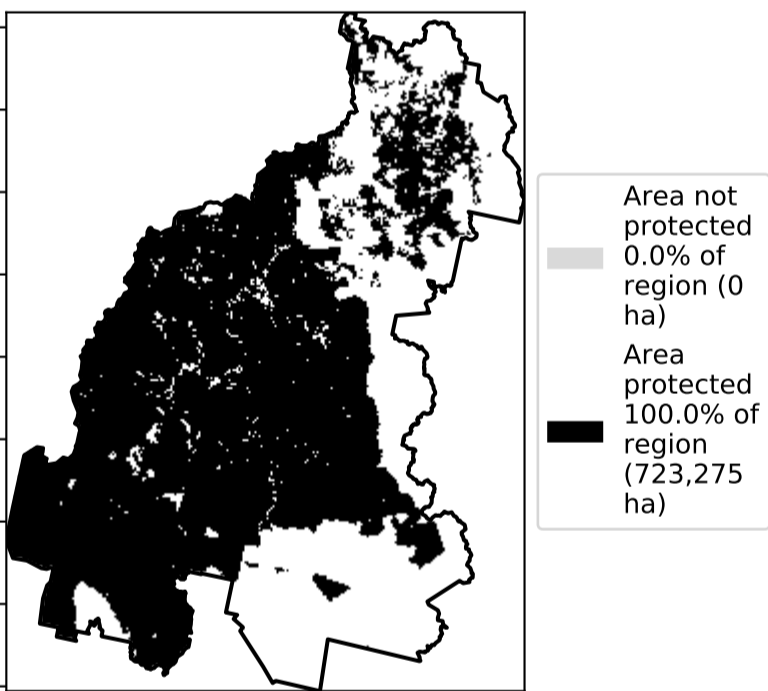 Area not
protected
0.0% of
region (0
ha)
Area
protected
100.0% of
region
(723,275
ha)